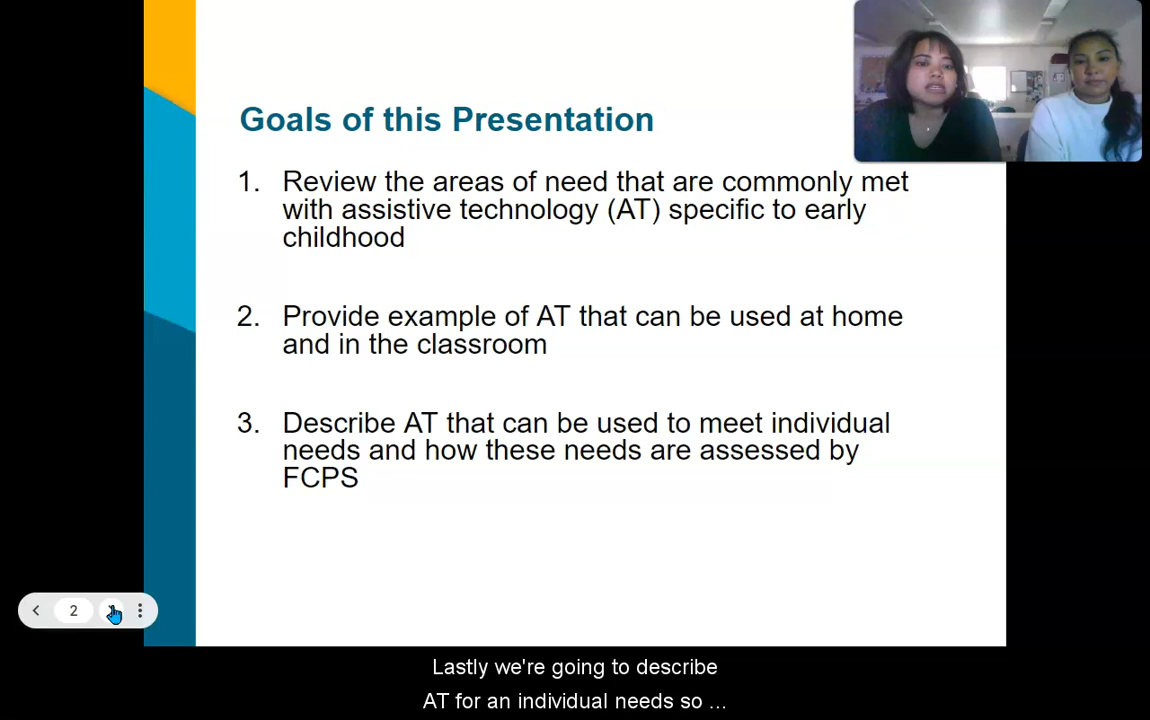 Goals of this Presentation
1. Review the areas of need that are commonly met
with assistive technology (AT) specific to early
childhood
2. Provide example of AT that can be used at home
and in the classroom
3. Describe AT that can be used to meet individual
needs and how these needs are assessed by
FCPS
2
Lastly we're going to describe
AT for an individual needs so ...